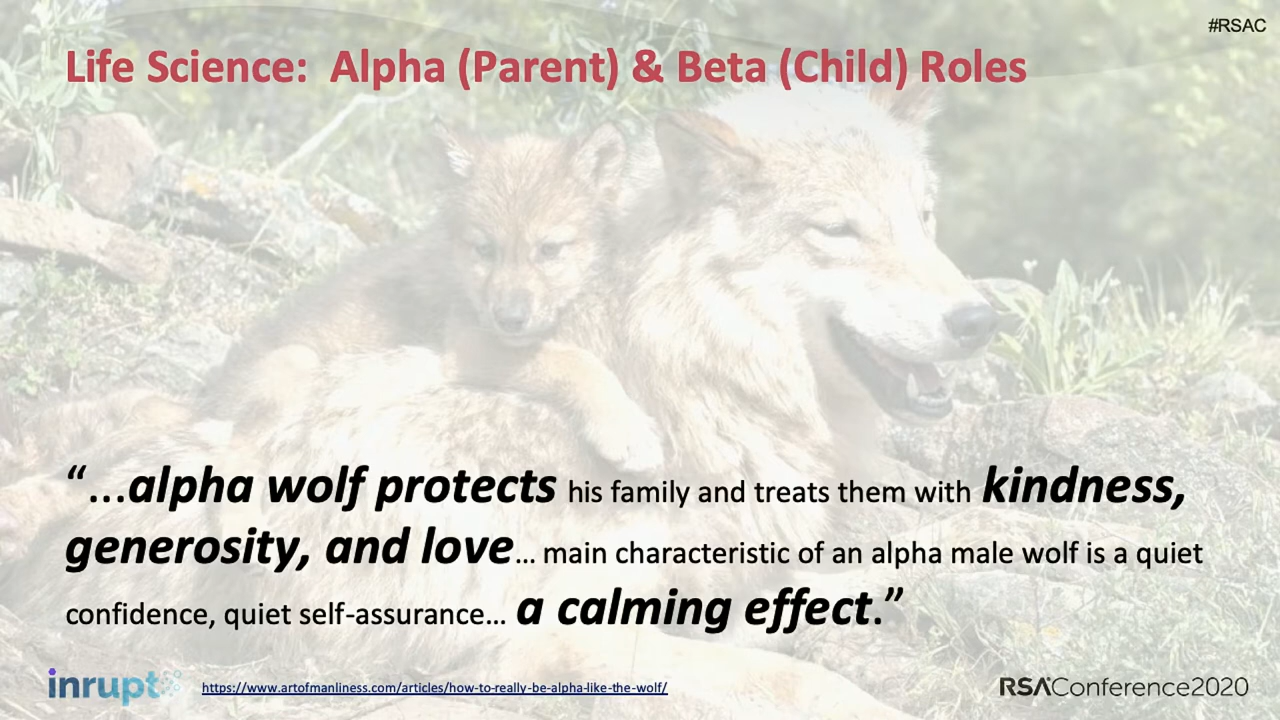 #RSAC
Life Science:  Alpha (Parent) & Beta (Child) Roles
“...alpha wolf protects his family and treats them with kindness,
generosity, and love... main characteristic of an alpha male wolf is a quiet
confidence, quiet self-assurance... a calming effect.”
inrupt
https://www.artofmanliness.com/articles/how-to-really-be-alpha-like-the-wolf/
RSAConference2020